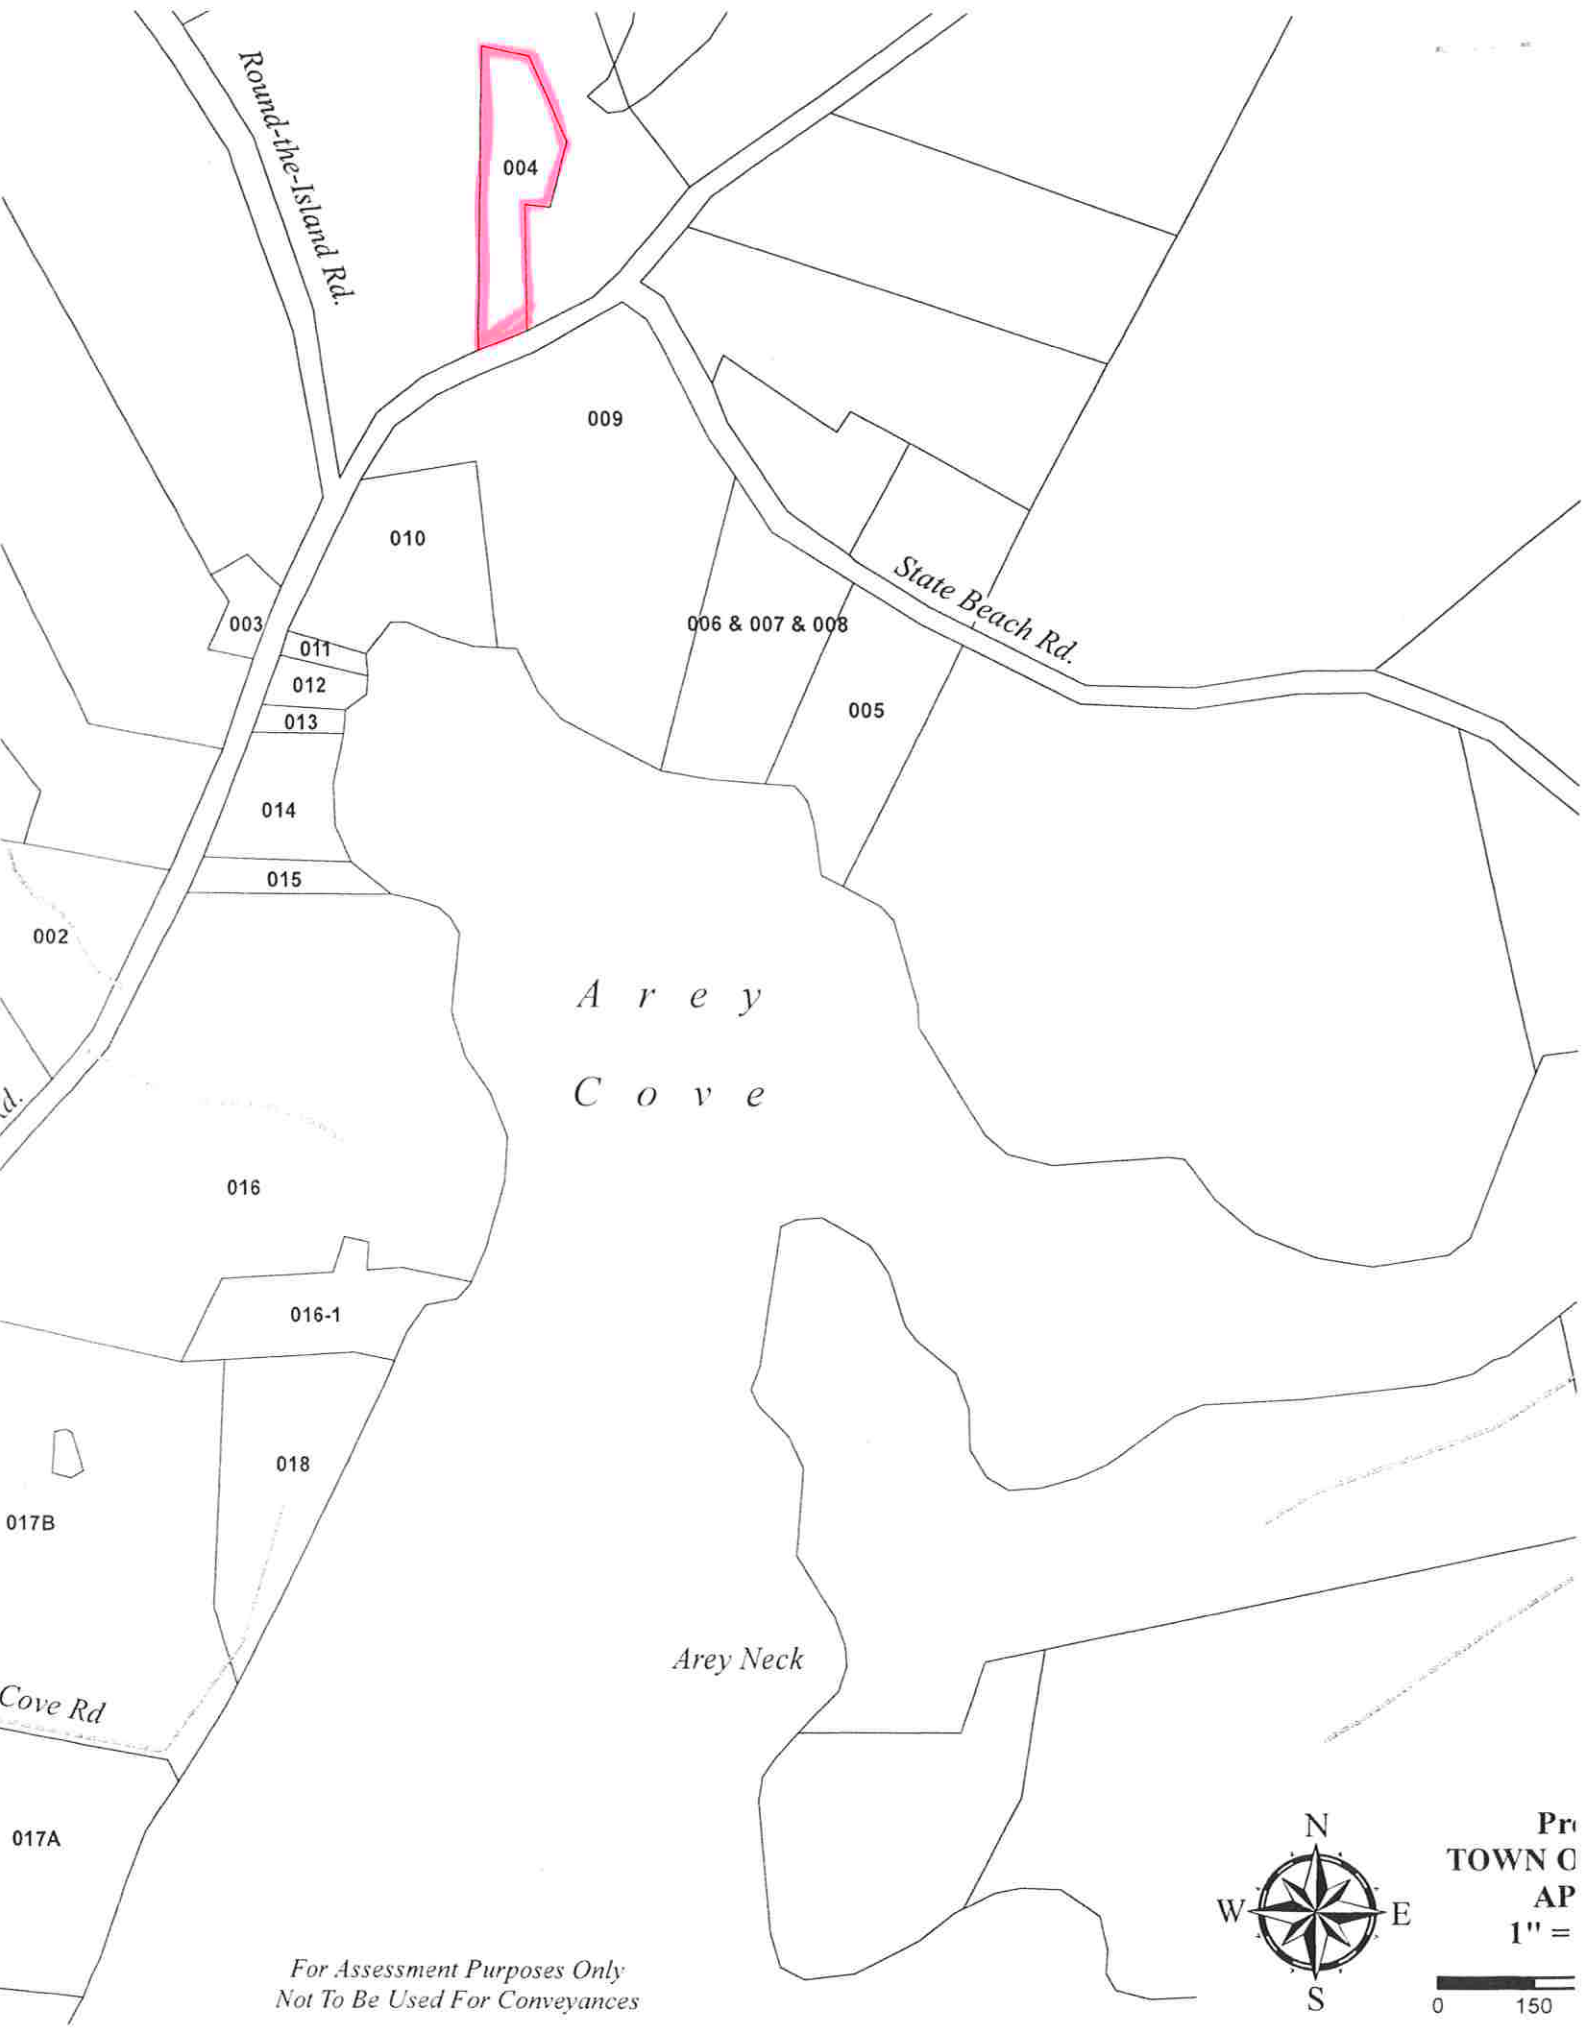 Round-the-Island Rd.
004
009
010
State Beach Rd.
003
006 & 007 & 008
011
012
005
013
014
015
002
Arey
Cove
016
016-1
018
017B
Arey Neck
Cove Rd
017A
N
W E
S
TOWN
AP
1" =
0 150
For Assessment Purposes Only
Not To Be Used For Conveyances